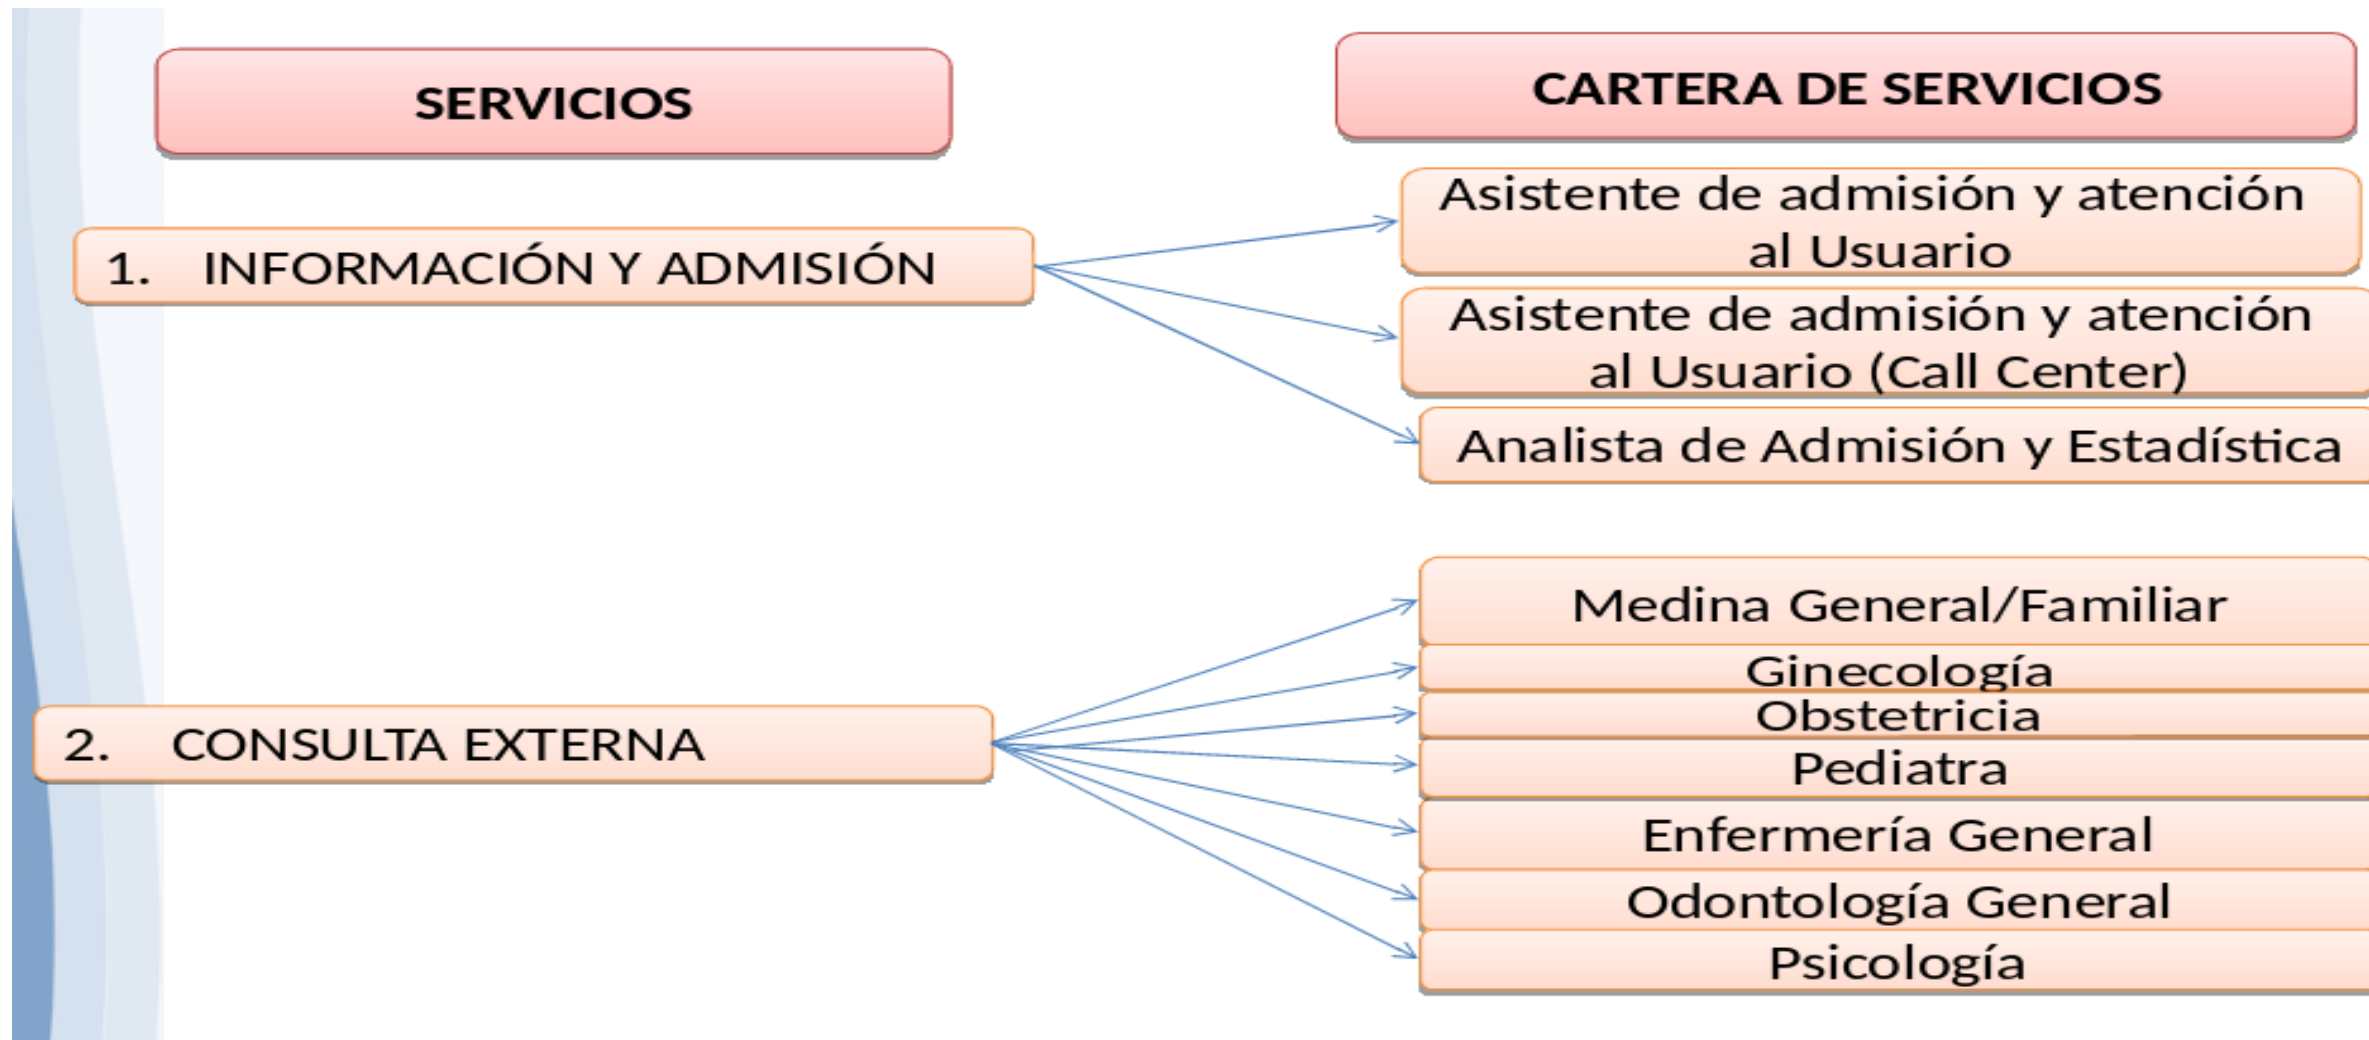 SERVICIOS
CARTERA DE SERVICIOS
1. INFORMACIÓN Y ADMISIÓN
Asistente de admisión y atención
al Usuario
Asistente de admisión y atención
al Usuario (Call Center)
Analista de Admisión y Estadística
2. CONSULTA EXTERNA
Medina General/Familiar
Ginecología
Obstetricia
Pediatra
Enfermería General
Odontología General
Psicología